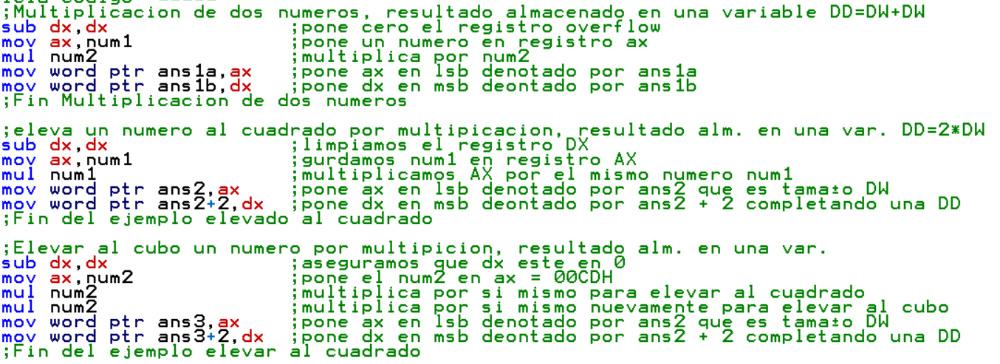 ;Multiplicacion de dos numeros, resultado almacenado en una variable DD=DW+DW
sub dx,dx ;pone cero el registro overflow
mov ax,num1 ;pone un numero en registro ax
mul num2 ;multiplica por num2
mov word ptr ans1a,ax ;pone ax en lsb denotado por ans1a
mov word ptr ans1b,dx ;pone dx en msb deontado por ans1b
;Fin Multiplicacion de dos numeros
;eleva un numero al cuadrado por multipicacion, resultado alm. en una var. DD=2*DW
sub dx,dx ;limpiamos el registro DX
mov ax,num1 ;gurdamos num1 en registro AX
mul num1 ;multiplicamos AX por el mismo numero num1
mov word ptr ans2,ax ;pone ax en lsb denotado por ans2 que es tama±o DW
mov word ptr ans2+2,dx ;pone dx en msb deontado por ans2 + 2 completando una DD
;Fin del ejemplo elevado al cuadrado
;Elevar al cubo un numero por multipicion, resultado alm. en una var.
sub dx,dx ;aseguramos que dx este en 0
mov ax,num2 ;pone el num2 en ax = 00CDH
mul num2 ;multiplica por si mismo para elevar al cuadrado
mul num2 ;multiplica por si mismo nuevamente para elevar al cubo
mov word ptr ans3,ax ;pone ax en lsb denotado por ans2 que es tama±o DW
mov word ptr ans3+2,dx ;pone dx en msb deontado por ans2 + 2 completando una DD
;Fin del ejemplo elevar al cuadrado